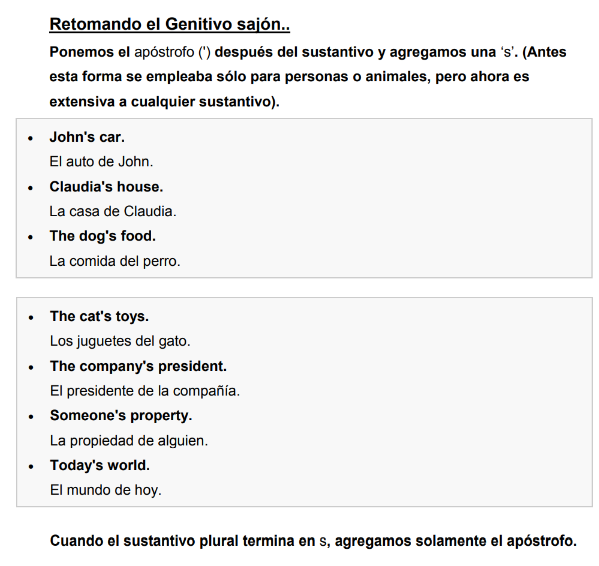 Retomando el Genitivo sajón..
Ponemos el apóstrofo (') después del sustantivo y agregamos una ‘s’. (Antes
esta forma se empleaba sólo para personas o animales, pero ahora es
extensiva a cualquier sustantivo).
• John's car.
El auto de John.
• Claudia's house.
La casa de Claudia.
• The dog's food.
La comida del perro.
• The cat's toys.
Los juguetes del gato.
• The company's president.
El presidente de la compañía.
• Someone's property.
La propiedad de alguien.
• Today's world.
El mundo de hoy.
Cuando el sustantivo plural termina en s, agregamos solamente el apóstrofo.